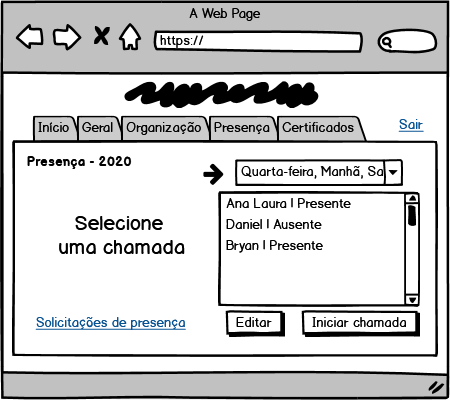 A Web Page
https://
Início Geral Organização Presença Certificados
Sair
Presença - 2020
Quarta-feira, Manhã, Sa
Selecione
uma chamada
Ana Laura | Presente
Daniel | Ausente
Bryan | Presente
Solicitações de presença
Editar
Iniciar chamada